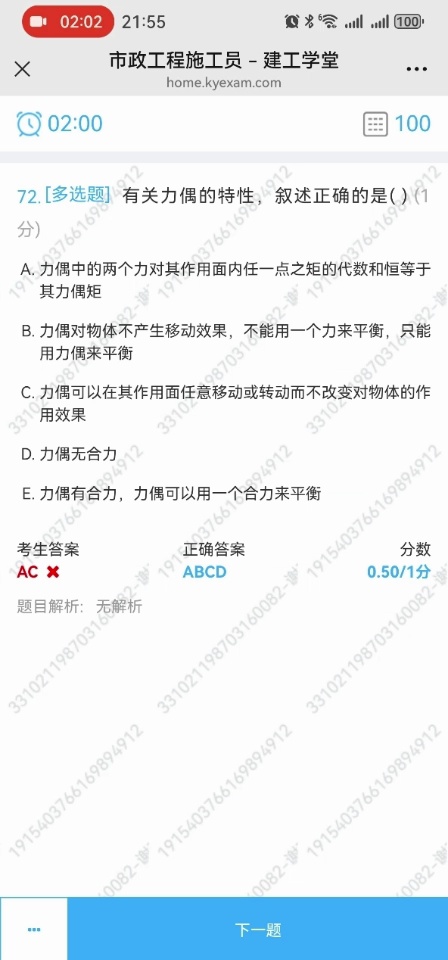 02:02 21:55 6 100
市政工程施工员 - 建工学堂
home.kyexam.com
02:00 100
72.[多选题] 有关力偶的特性，叙述正确的是( ) (1
分)
A. 力偶中的两个力对其作用面内任一点之矩的代数和恒等于
其力偶矩
B. 力偶对物体不产生移动效果，不能用一个力来平衡，只能
用力偶来平衡
C. 力偶可以在其作用面任意移动或转动而不改变对物体的作
用效果
D. 力偶无合力
E. 力偶有合力，力偶可以用一个合力来平衡
考生答案 正确答案 分数
AC ABCD 0.50/1分
题目解析： 无解析
下一题